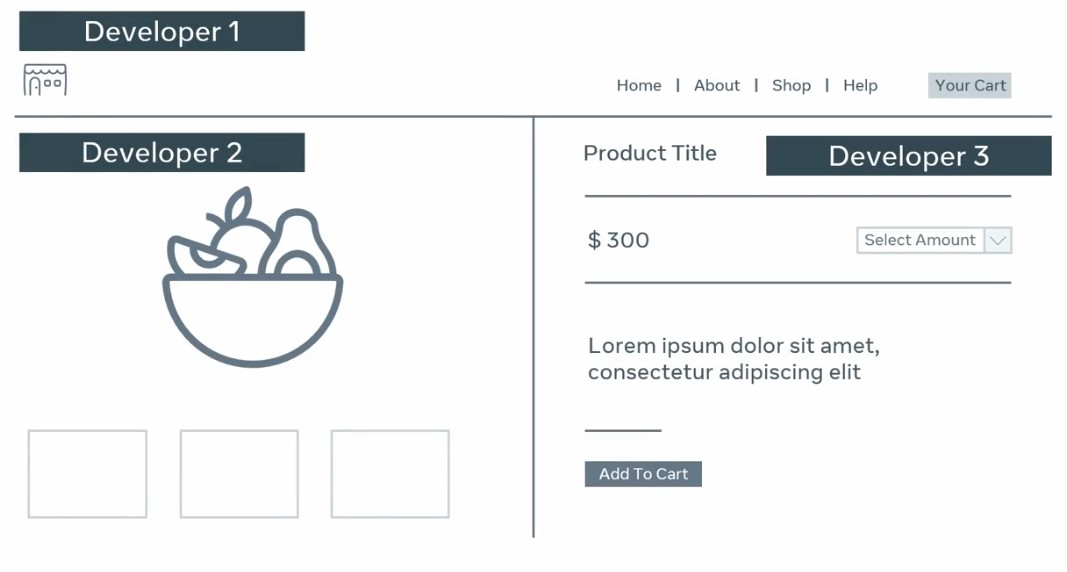 Developer 1
Home | About | Shop | Help Your Cart
Developer 2
Product Title
Developer 3
$ 300 Select Amount
Lorem ipsum dolor sit amet,
consectetur adipiscing elit
Add To Cart